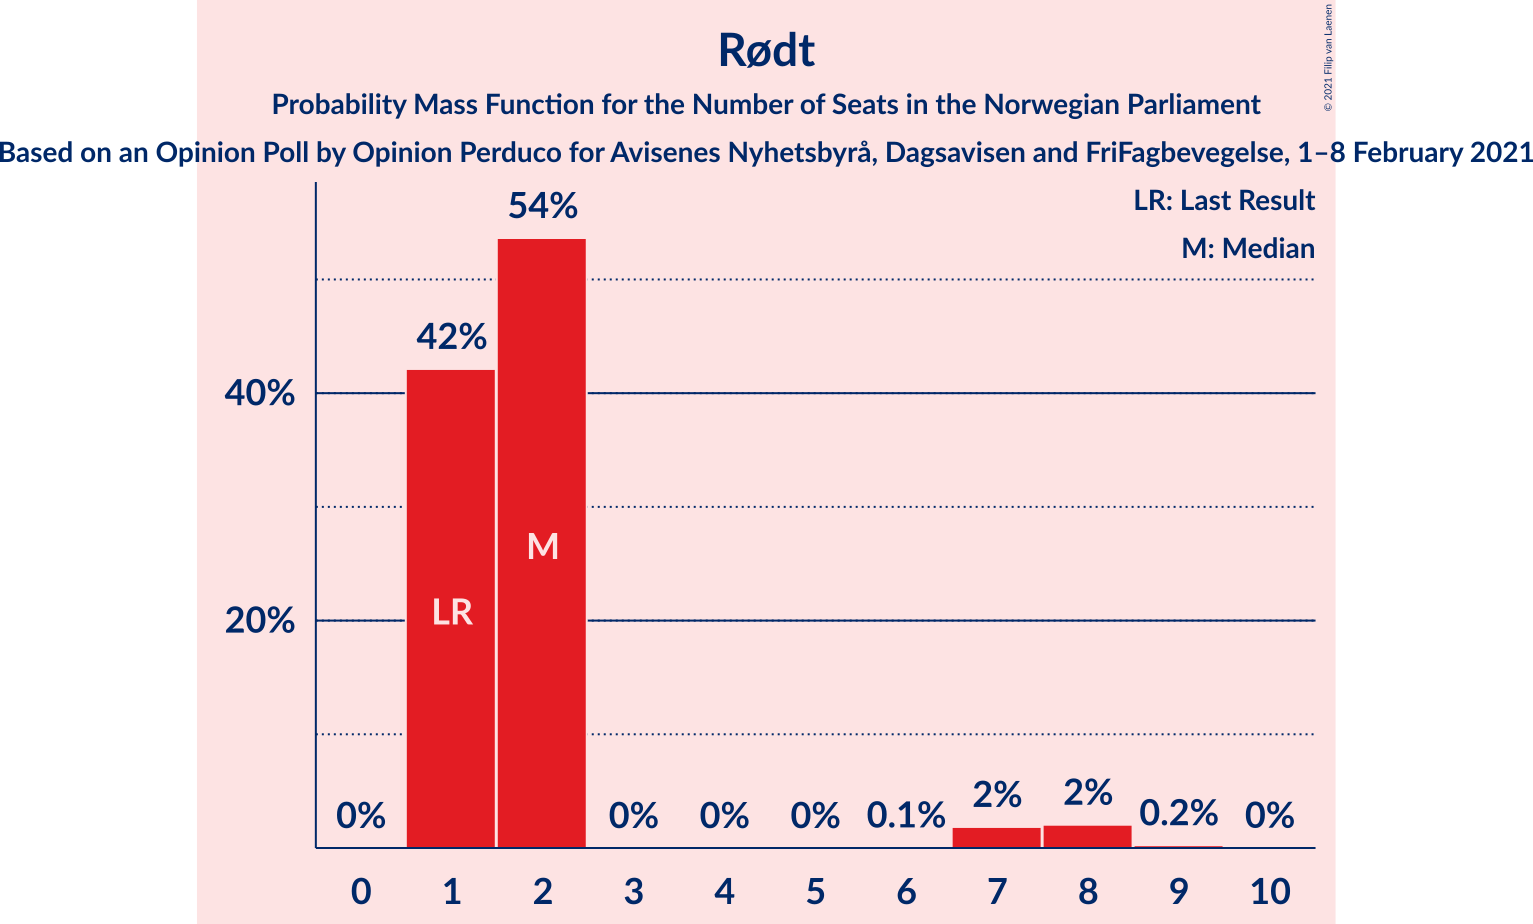 Rødt
Probability Mass Function for the Number of Seats in the Norwegian Parliament
Based on an Opinion Poll by Opinion Perduco for Avisenes Nyhetsbyrå, Dagsavisen and FriFagbevegelse, 1–8 February 2021
© 2021 Filip van Laenen
LR: Last Result
M: Median
54%
42%
40%
M
LR
20%
0% 0% 0% 0% 0.1% 2% 2% 0.2% 0%
0 1 2 3 4 5 6 7 8 9 10